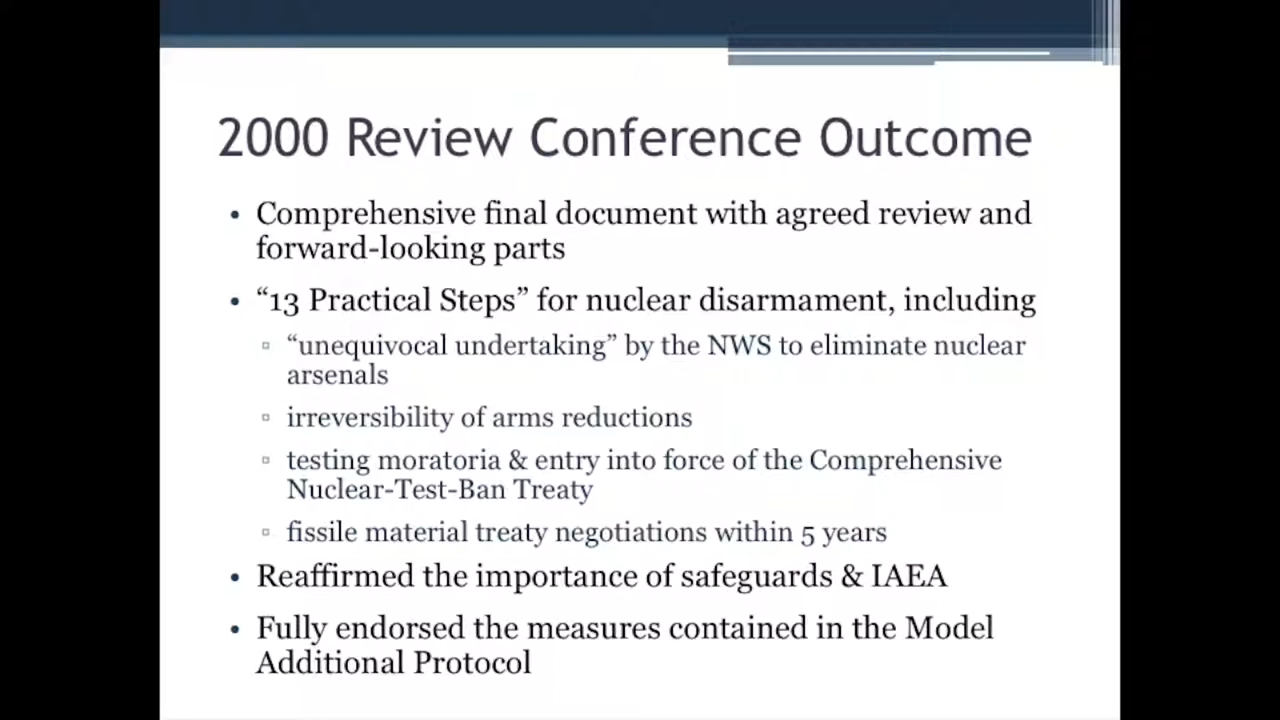 2000 Review Conference Outcome
• Comprehensive final document with agreed review and
forward-looking parts
• “13 Practical Steps” for nuclear disarmament, including
▫ “unequivocal undertaking” by the NWS to eliminate nuclear
arsenals
▫ irreversibility of arms reductions
▫ testing moratoria & entry into force of the Comprehensive
Nuclear-Test-Ban Treaty
▫ fissile material treaty negotiations within 5 years
• Reaffirmed the importance of safeguards & IAEA
• Fully endorsed the measures contained in the Model
Additional Protocol